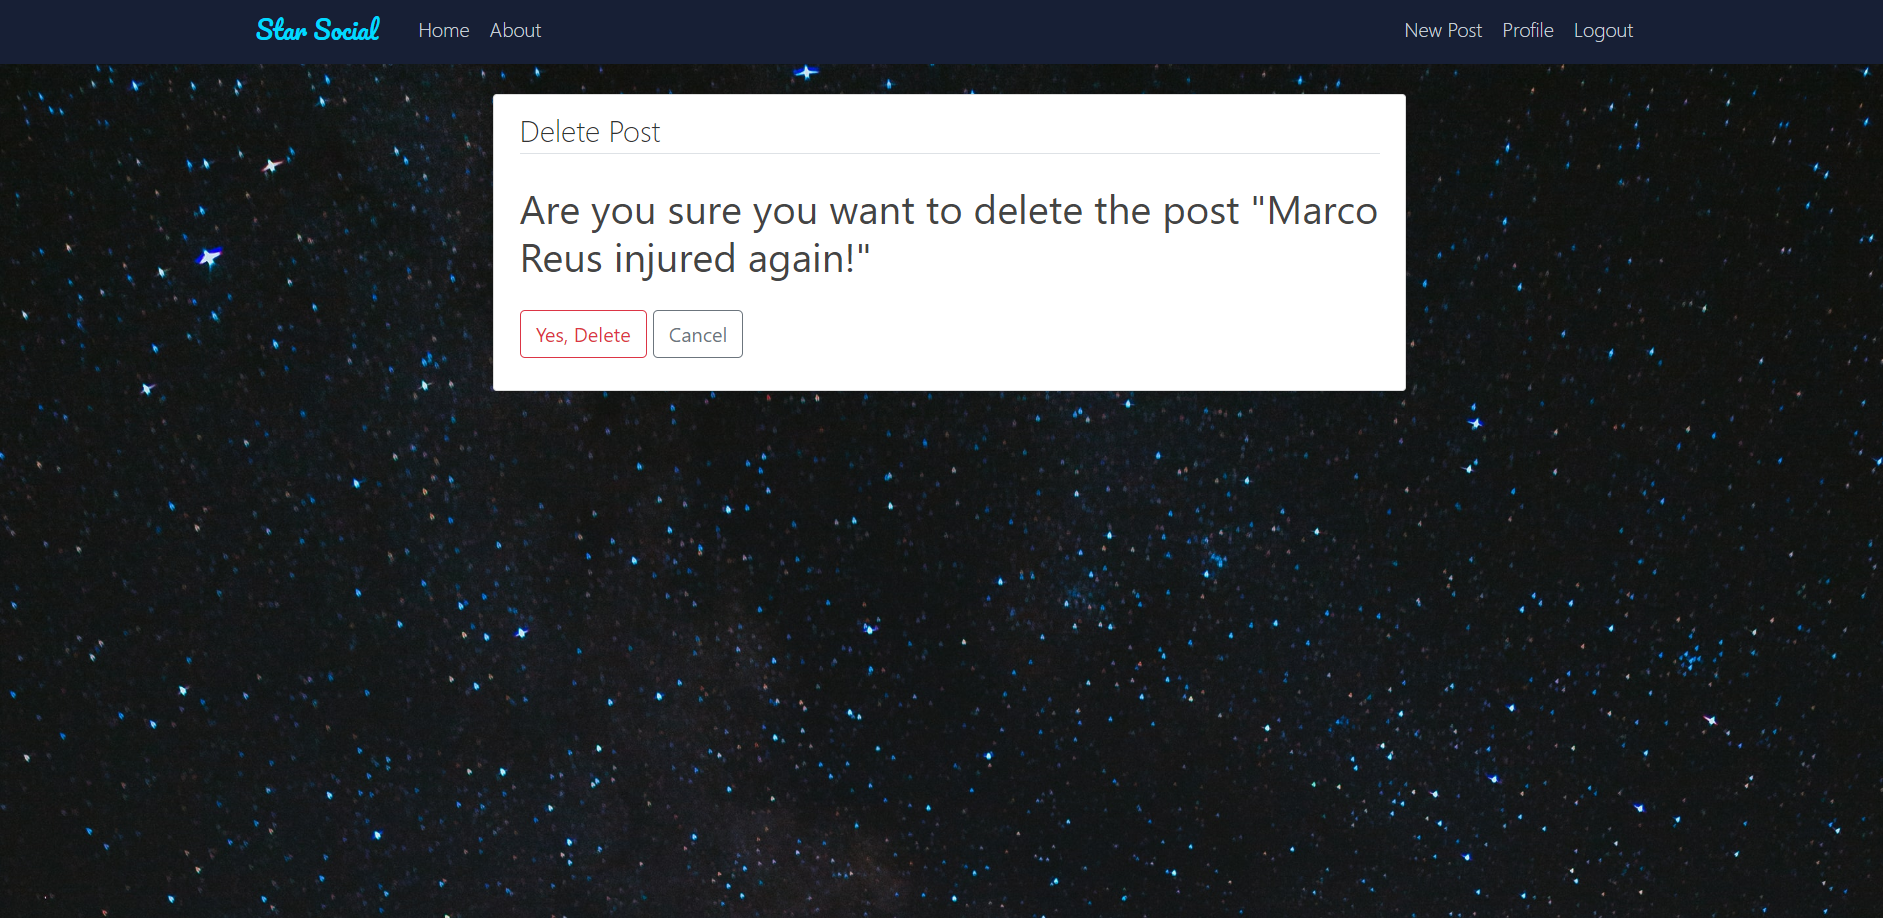 Star Social
Home
About
New Post
Profile
Logout
Delete Post
Are you sure you want to delete the post "Marco
Reus injured again!"
Yes, Delete
Cancel